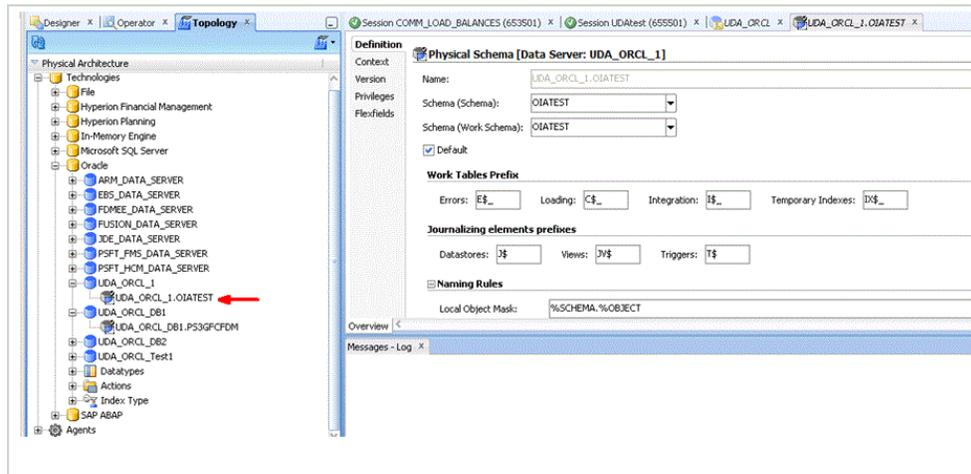 Designer x Operator x Topology x
Physical Architecture
Technologies
File
Hyperion Financial Management
Hyperion Planning
In-Memory Engine
Microsoft SQL Server
Oracle
ARM_DATA_SERVER
EBS_DATA_SERVER
FDMEE_DATA_SERVER
FUSION_DATA_SERVER
JDE_DATA_SERVER
PSFT_FMS_DATA_SERVER
PSFT_HCM_DATA_SERVER
UDA_ORCL_1
UDA_ORCL_1.OIATEST
UDA_ORCL_DB1
UDA_ORCL_DB1.PS3GFCFDM
UDA_ORCL_DB2
UDA_ORCL_Test1
Datatypes
Actions
Index Type
SAP ABAP
Agents
Session COMM_LOAD_BALANCES (653501) x Session UDAtest (655501) x UDA_ORCL x UDA_ORCL_1.OIATEST x
Definition
Context
Version
Privileges
Flexfields
Physical Schema [Data Server: UDA_ORCL_1]
Name: UDA_ORCL_1.OIATEST
Schema (Schema): OIATEST
Schema (Work Schema): OIATEST
Default
Work Tables Prefix
Errors: E$_ Loading: C$_ Integration: I$_ Temporary Indexes: IX$_
Journalizing elements prefixes
Datastores: J$ Views: JV$ Triggers: T$
Naming Rules
Local Object Mask: %SCHEMA.%OBJECT
Overview
Messages - Log x